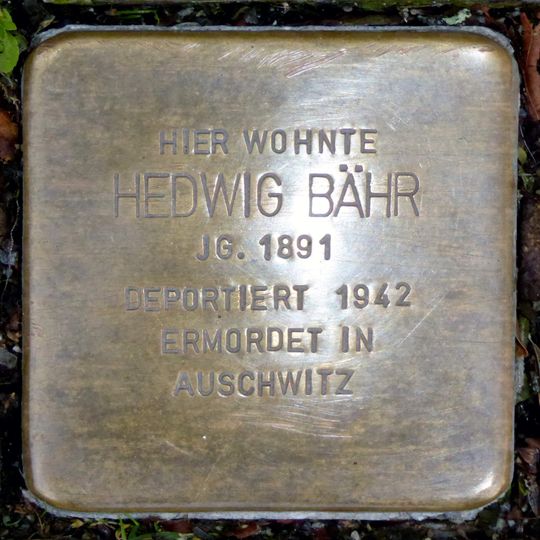 HIER WOHNTE
HEDWIG BÄHR
JG. 1891
DEPORTIERT 1942
ERMORDET IN
AUSCHWITZ